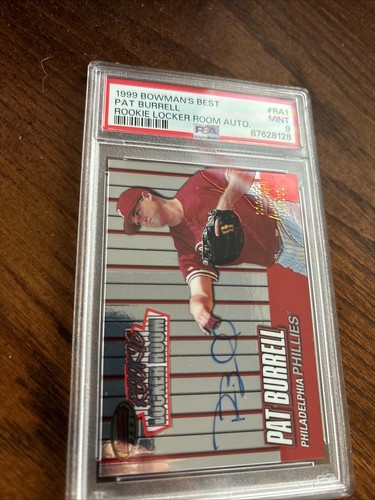 1999 BOWMAN'S BEST #RA1
PAT BURRELL MINT
ROOKIE LOCKER ROOM AUTO. 9
PSA 87628128
ROOKIE
LOCKER ROOM
PAT BURRELL
PHILADELPHIA PHILLIES